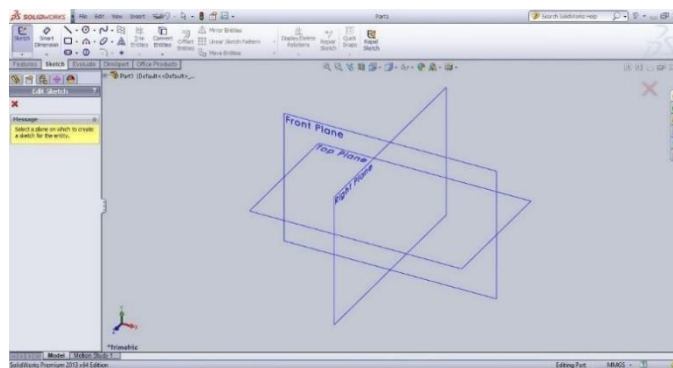 SOLIDWORKS
File Edit View Insert Tools
Part1
Search SolidWorks Help
Sketch
Smart Dimension
Trim Entities
Convert Entities
Offset Entities
Mirror Entities
Linear Sketch Pattern
Move Entities
Display/Delete Relations
Repair Sketch
Quick Snaps
Rapid Sketch
Features Sketch Evaluate DimXpert Office Products
Part1 (Default<<Default>_...
Edit Sketch ?
Message
Select a plane on which to create
a sketch for the entity.
Front Plane
Top Plane
Right Plane
*Trimetric
Model Motion Study 1
SolidWorks Premium 2013 x64 Edition
Editing Part
MMGS